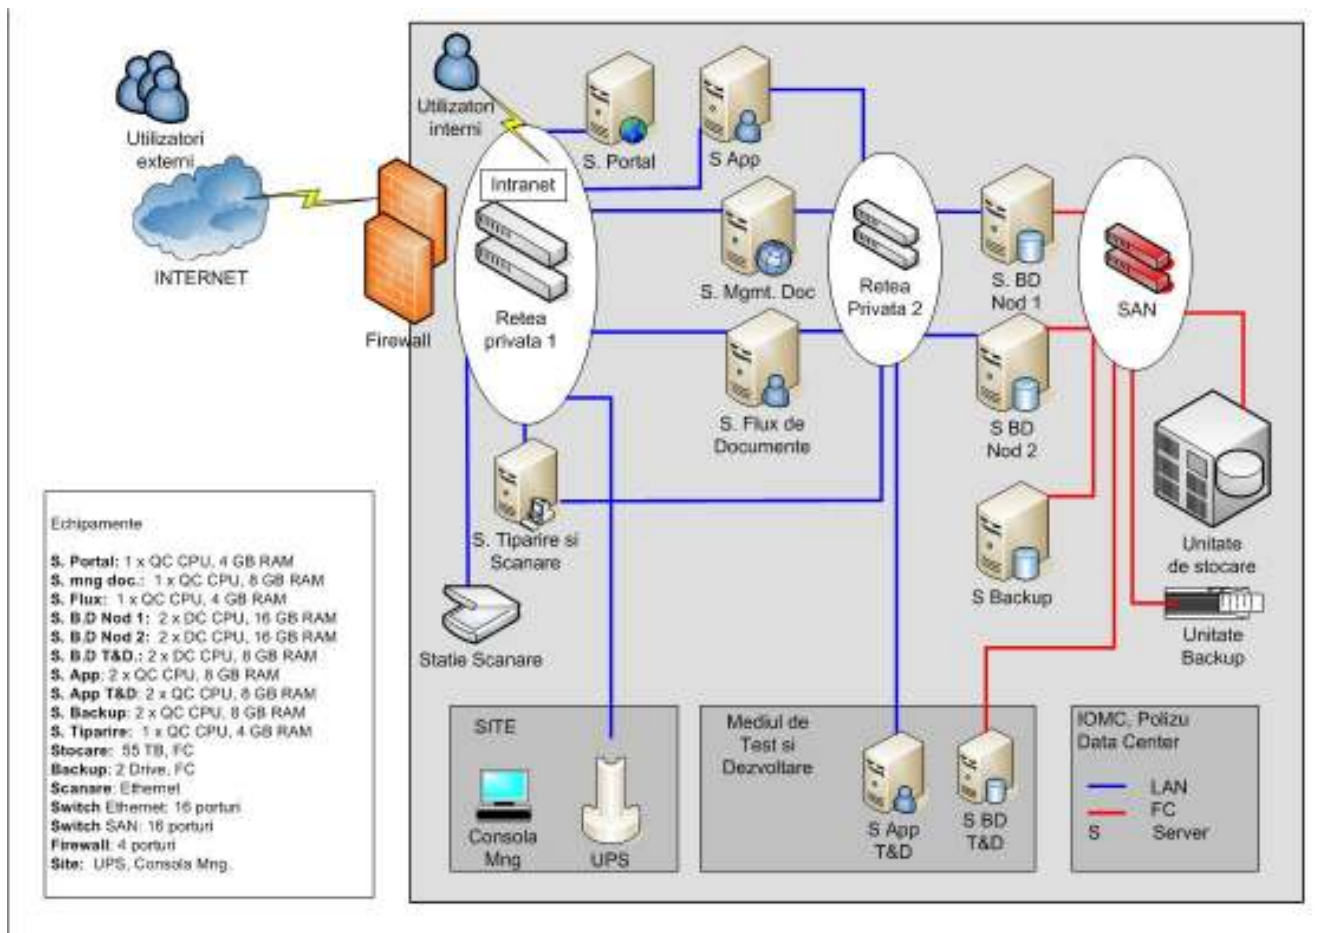 Utilizatori
externi
INTERNET
Firewall
Utilizatori
interni
Intranet
Retea
privata 1
S. Portal
S App
S. Mgmt. Doc
S. Flux de
Documente
Retea
Privata 2
S. BD
Nod 1
S BD
Nod 2
SAN
S. Tiparire si
Scanare
Statie Scanare
S Backup
Unitate
de stocare
Unitate
Backup
Echipamente
S. Portal: 1 x QC CPU, 4 GB RAM
S. mng doc.: 1 x QC CPU, 8 GB RAM
S. Flux: 1 x QC CPU, 4 GB RAM
S. B.D Nod 1: 2 x DC CPU, 16 GB RAM
S. B.D Nod 2: 2 x DC CPU, 16 GB RAM
S. B.D T&D.: 2 x DC CPU, 8 GB RAM
S. App: 2 x QC CPU, 8 GB RAM
S. App T&D: 2 x QC CPU, 8 GB RAM
S. Backup: 2 x QC CPU, 8 GB RAM
S. Tiparire: 1 x QC CPU, 4 GB RAM
Stocare: 55 TB, FC
Backup: 2 Drive, FC
Scanare: Ethernet
Switch Ethernet: 16 porturi
Switch SAN: 16 porturi
Firewall: 4 porturi
Site: UPS, Consola Mng.
SITE
Consola
Mng
UPS
Mediul de
Test si
Dezvoltare
S App
T&D
S BD
T&D
IOMC, Polizu
Data Center
LAN
FC
S Server